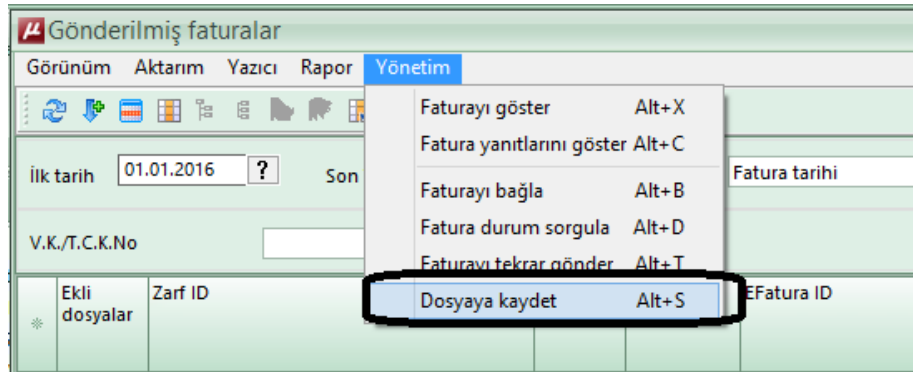 µ Gönderilmiş faturalar
Görünüm Aktarım Yazıcı Rapor Yönetim
Faturayı göster Alt+X
Fatura yanıtlarını göster Alt+C
Faturayı bağla Alt+B
Fatura durum sorgula Alt+D
Faturayı tekrar gönder Alt+T
Dosyaya kaydet Alt+S
İlk tarih 01.01.2016 ? Son
Fatura tarihi
V.K./T.C.K.No
Ekli dosyalar
Zarf ID
EFatura ID